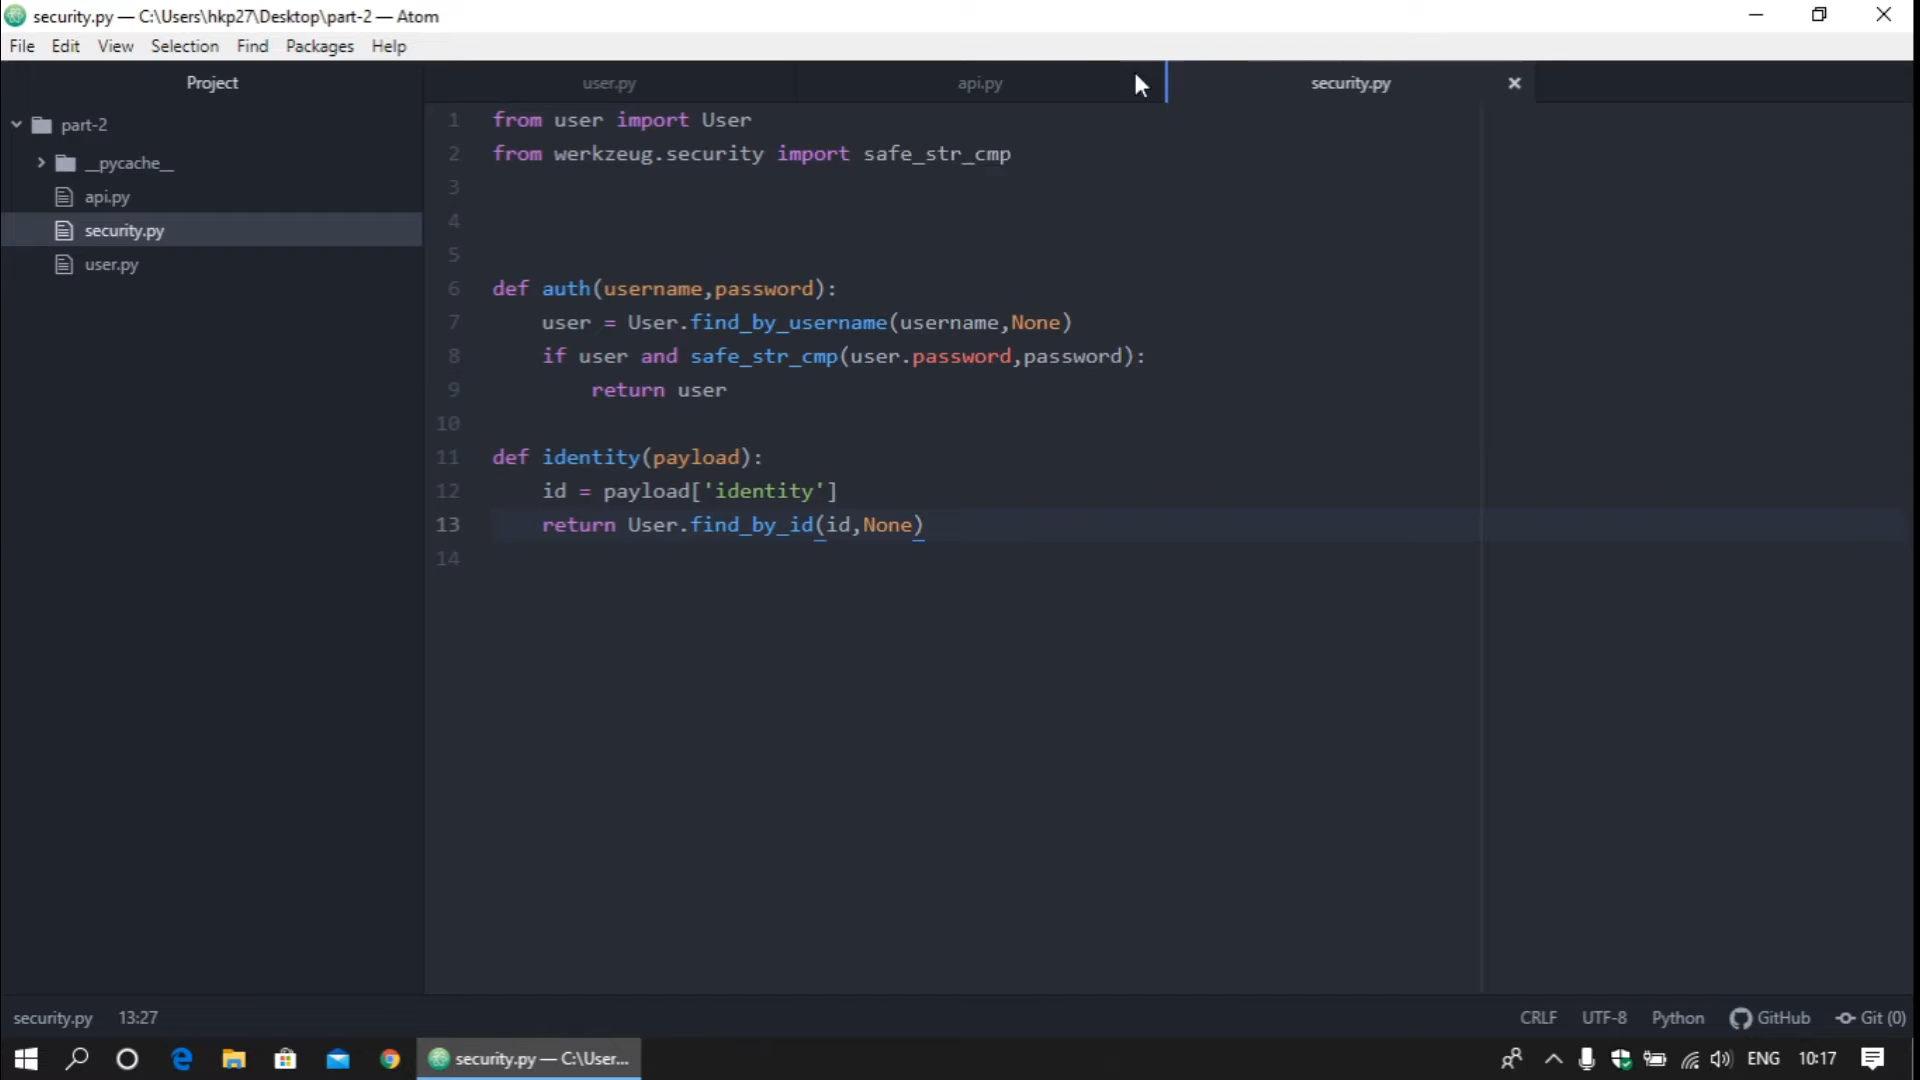 security.py — C:\Users\hkp27\Desktop\part-2 — Atom
File Edit View Selection Find Packages Help
Project
user.py
api.py
security.py
part-2
__pycache__
api.py
security.py
user.py
1 from user import User
2 from werkzeug.security import safe_str_cmp
3
4
5
6 def auth(username,password):
7     user = User.find_by_username(username,None)
8     if user and safe_str_cmp(user.password,password):
9         return user
10
11 def identity(payload):
12     id = payload['identity']
13     return User.find_by_id(id,None)
14
security.py 13:27
CRLF UTF-8 Python GitHub Git (0)
security.py — C:\User...
ENG 10:17